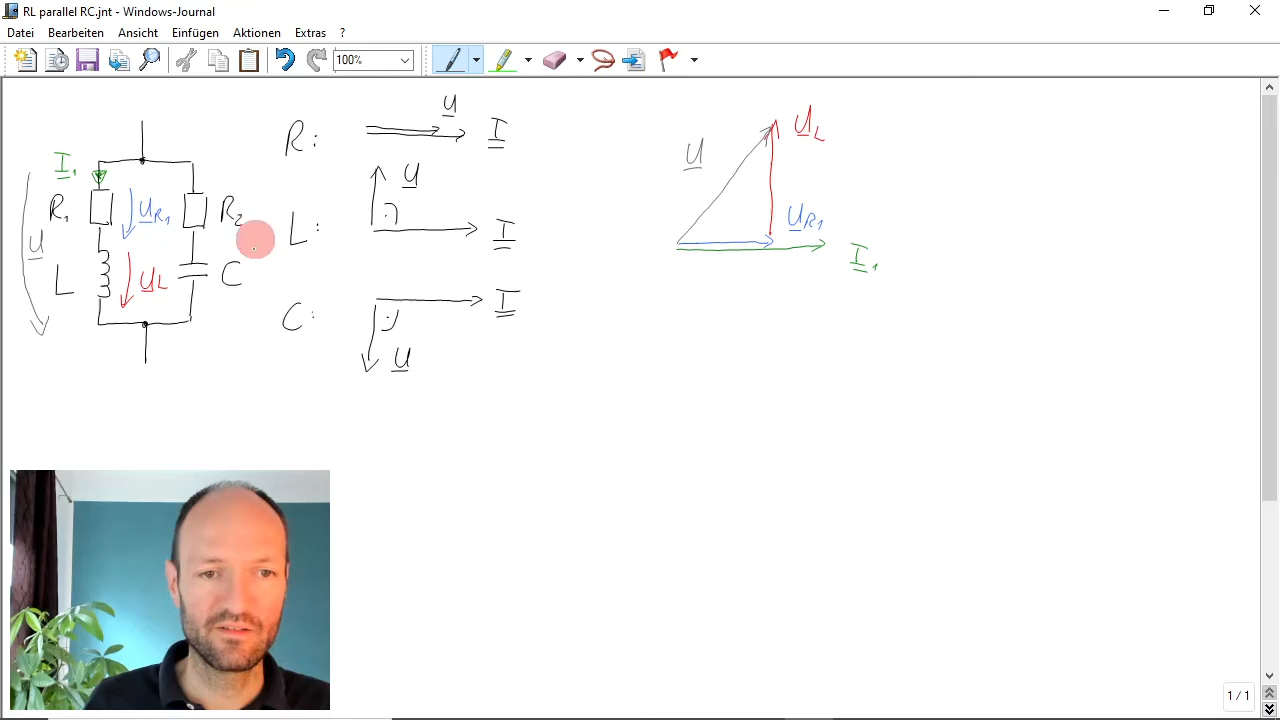 RL parallel RC.jnt - Windows-Journal
Datei Bearbeiten Ansicht Einfügen Aktionen Extras ?
100%
I1
R1 UR1 R2
U
L UL C
R: U I
L: U I
C: I
U
U UL
UR1
I1
1 / 1